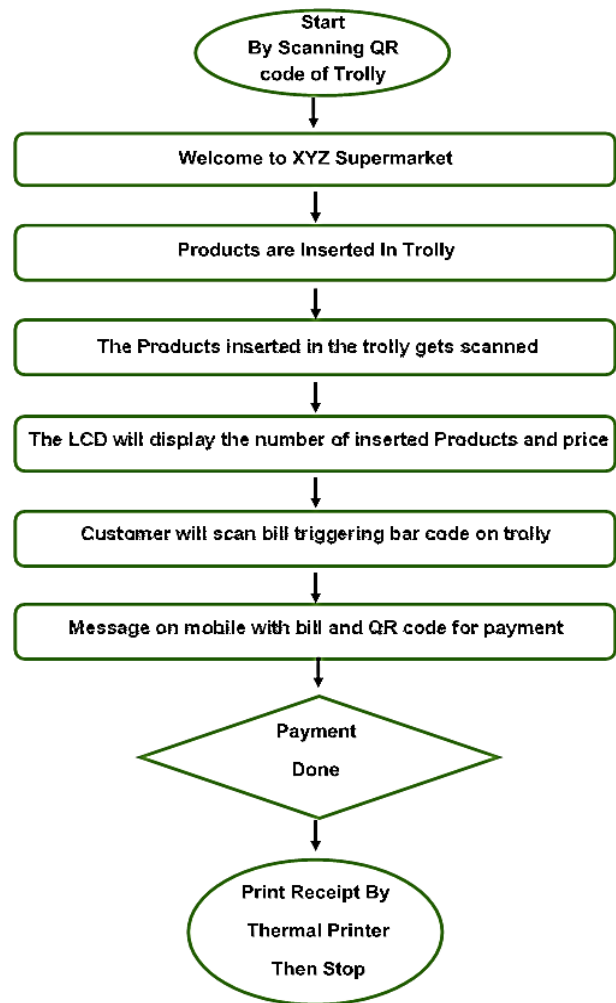 Start
By Scanning QR
code of Trolly
Welcome to XYZ Supermarket
Products are Inserted In Trolly
The Products inserted in the trolly gets scanned
The LCD will display the number of inserted Products and price
Customer will scan bill triggering bar code on trolly
Message on mobile with bill and QR code for payment
Payment
Done
Print Receipt By
Thermal Printer
Then Stop